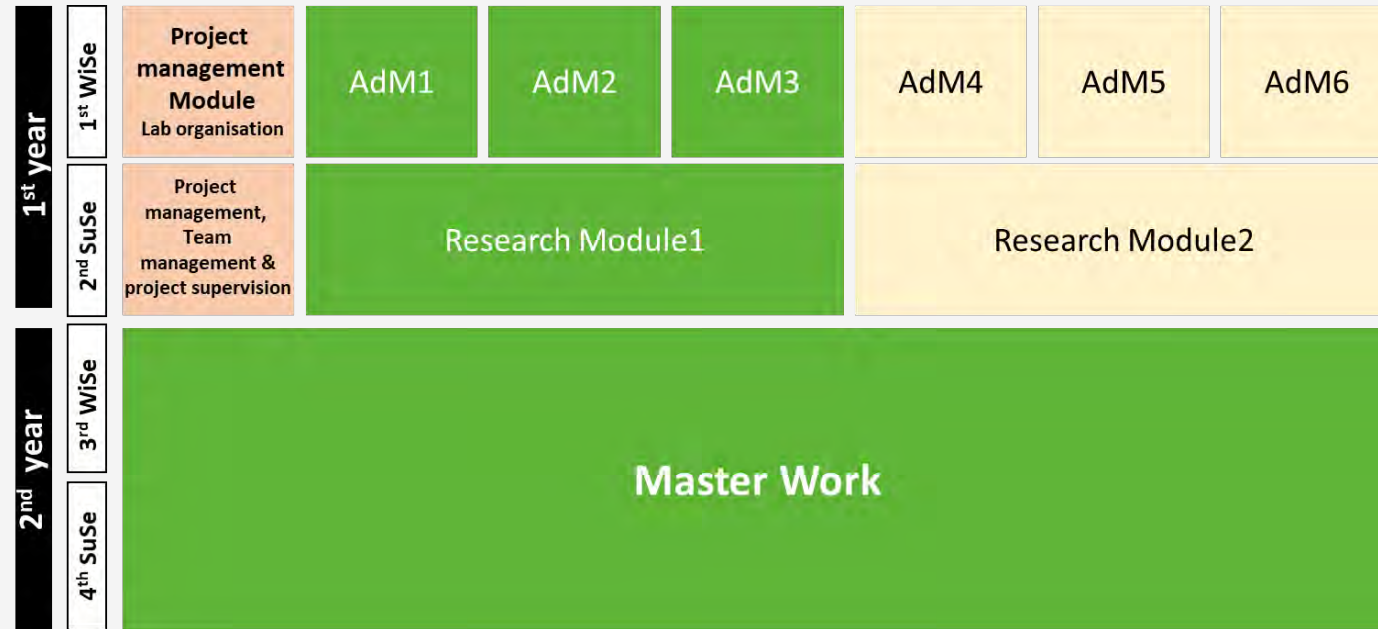 1st year
1st WiSe
Project
management
Module
Lab organisation
AdM1
AdM2
AdM3
AdM4
AdM5
AdM6
2nd SuSe
Project
management,
Team
management &
project supervision
Research Module1
Research Module2
2nd year
3rd WiSe
4th SuSe
Master Work